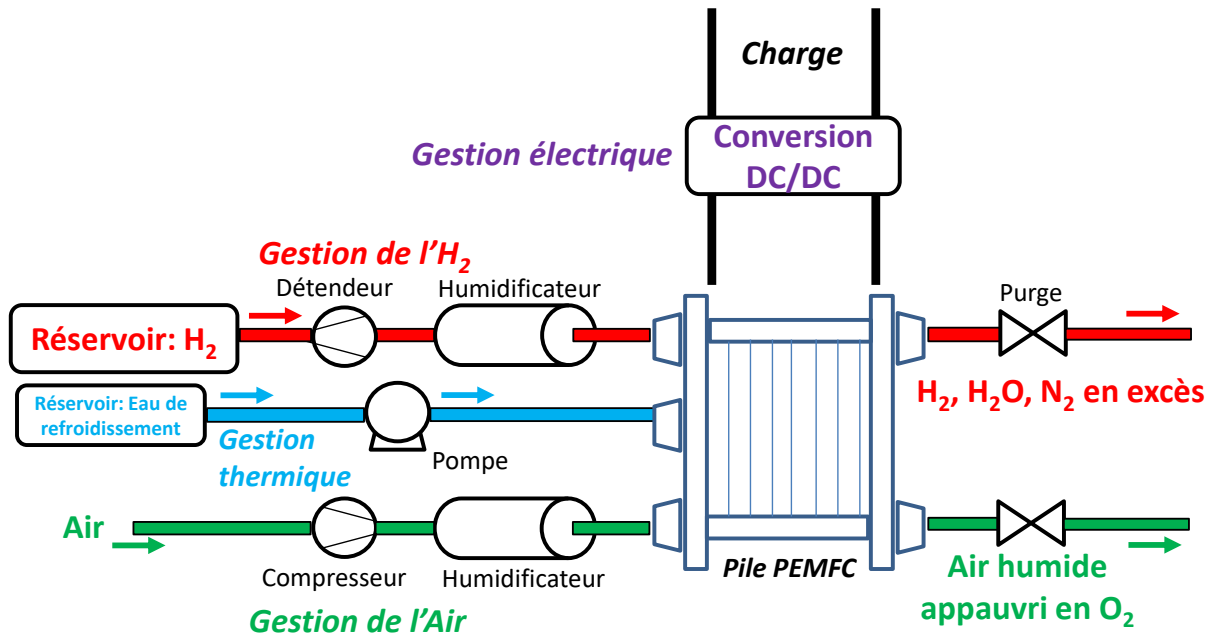 Charge
Gestion électrique
Conversion
DC/DC
Gestion de l’H₂
Détendeur
Humidificateur
Purge
Réservoir: H₂
H₂, H₂O, N₂ en excès
Réservoir: Eau de
refroidissement
Gestion
thermique
Pompe
Air
Compresseur
Humidificateur
Pile PEMFC
Air humide
appauvri en O₂
Gestion de l’Air